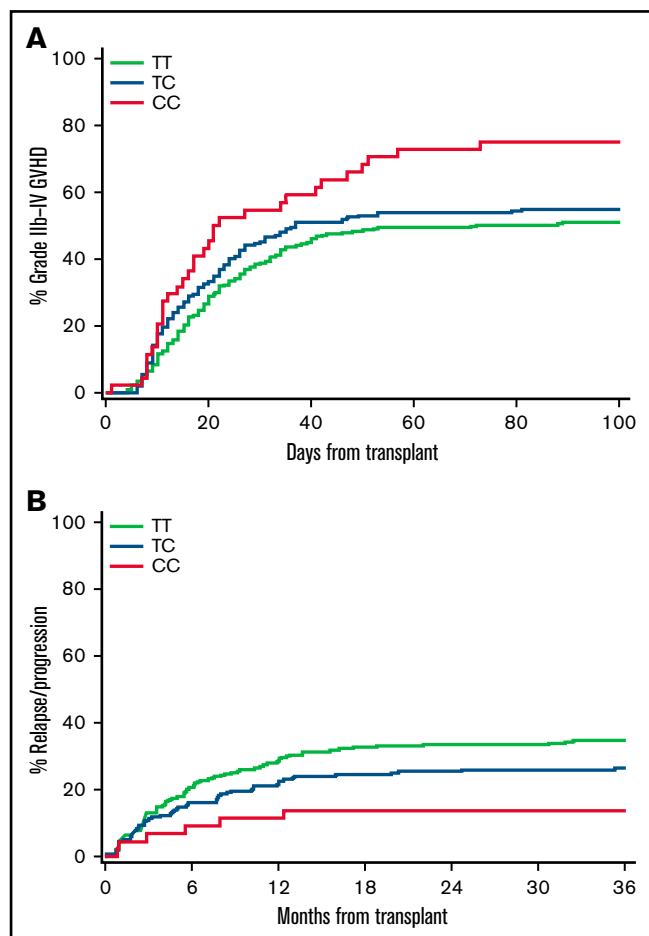 A
100
80
60
40
20
0
% Grade IIb–IV GVHD
TT
TC
CC
0 20 40 60 80 100
Days from transplant
B
100
80
60
40
20
0
% Relapse/progression
TT
TC
CC
0 6 12 18 24 30 36
Months from transplant